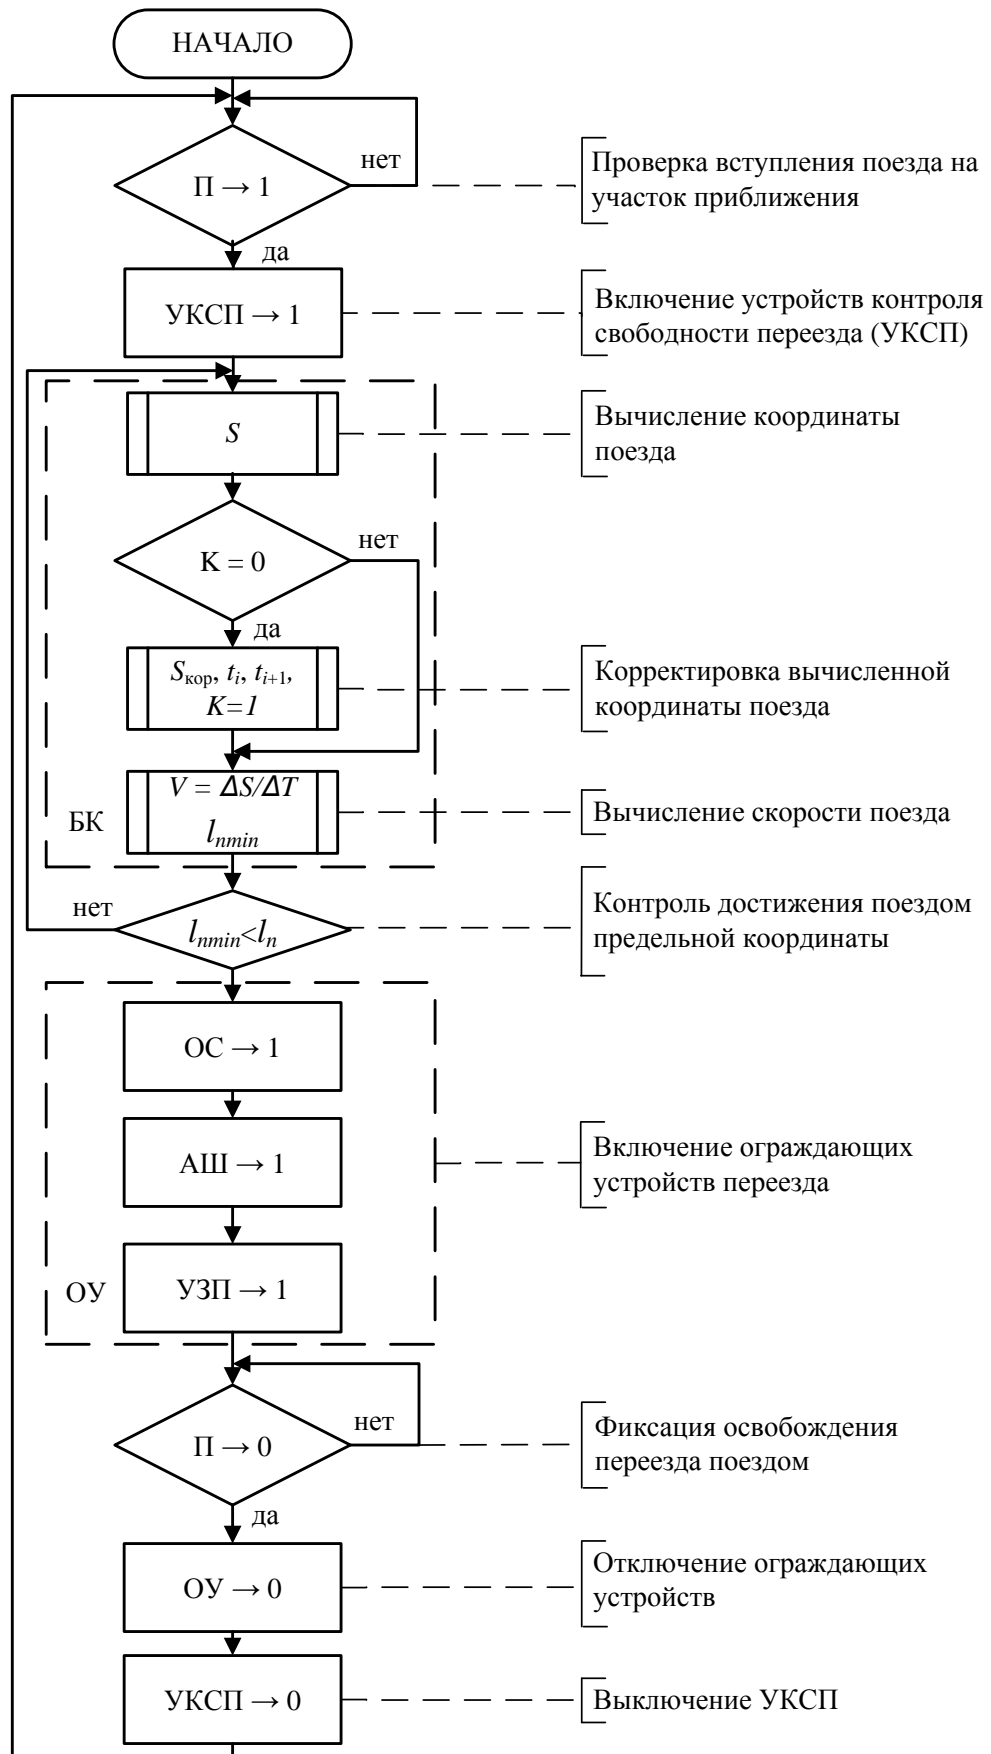 НАЧАЛО
П → 1
нет
да
Проверка вступления поезда на
участок приближения
УКСП → 1
Включение устройств контроля
свободности переезда (УКСП)
S
Вычисление координаты
поезда
K = 0
нет
да
Sкор, ti, ti+1,
K=1
Корректировка вычисленной
координаты поезда
V = ΔS/ΔT
lnmin
БК
Вычисление скорости поезда
нет
lnmin<ln
Контроль достижения поездом
предельной координаты
ОС → 1
АШ → 1
Включение ограждающих
устройств переезда
УЗП → 1
ОУ
П → 0
нет
да
Фиксация освобождения
переезда поездом
ОУ → 0
Отключение ограждающих
устройств
УКСП → 0
Выключение УКСП